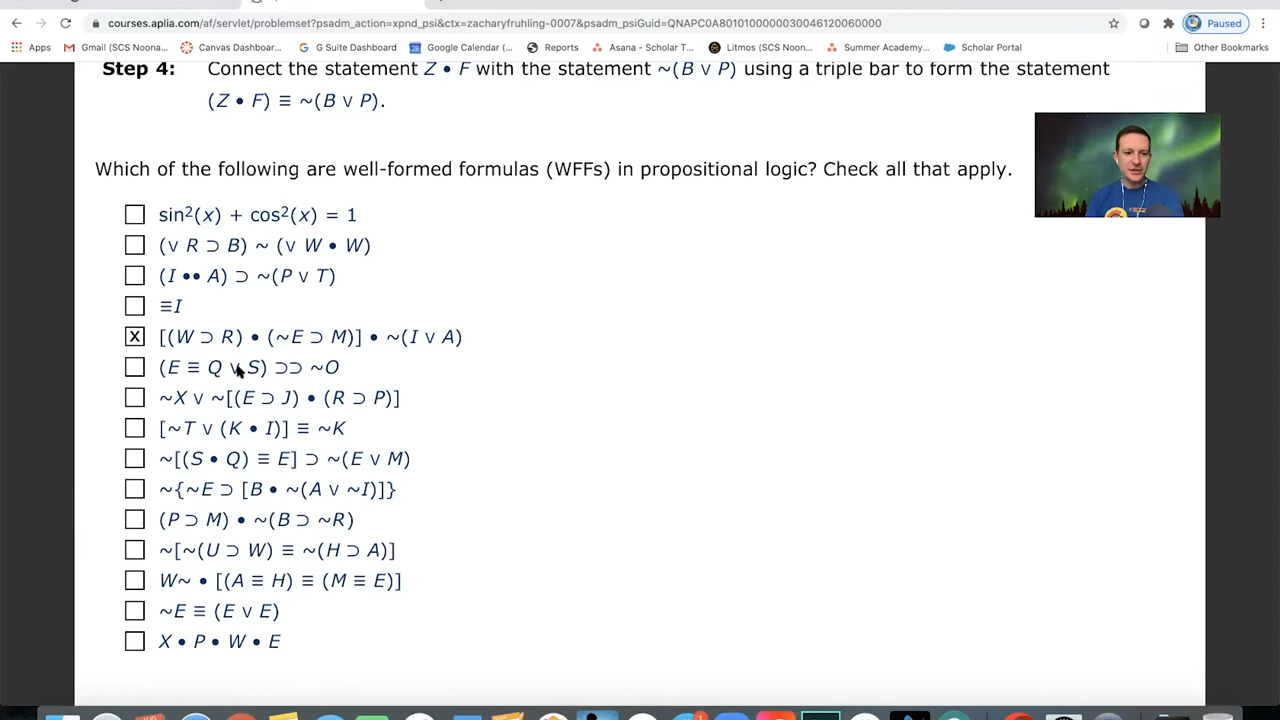 courses.aplia.com/af/servlet/problemset?psadm_action=xpnd_psi&ctx=zacharyfruhling-0007&psadm_psiGuid=QNAPC0A80101000000030046120060000
Paused
Apps Gmail (SCS Noona... Canvas Dashboar... G Suite Dashboard Google Calendar (... Reports Asana - Scholar T... Litmos (SCS Noon... Summer Academy... Scholar Portal Other Bookmarks
Step 4: Connect the statement Z • F with the statement ~(B v P) using a triple bar to form the statement
(Z • F) ≡ ~(B v P).
Which of the following are well-formed formulas (WFFs) in propositional logic? Check all that apply.
sin²(x) + cos²(x) = 1
(v R ⊃ B) ~ (v W • W)
(I •• A) ⊃ ~(P v T)
≡I
X [(W ⊃ R) • (~E ⊃ M)] • ~(I v A)
(E ≡ Q v S) ⊃⊃ ~O
~X v ~[(E ⊃ J) • (R ⊃ P)]
[~T v (K • I)] ≡ ~K
~[(S • Q) ≡ E] ⊃ ~(E v M)
~{~E ⊃ [B • ~(A v ~I)]}
(P ⊃ M) • ~(B ⊃ ~R)
~[~(U ⊃ W) ≡ ~(H ⊃ A)]
W~ • [(A ≡ H) ≡ (M ≡ E)]
~E ≡ (E v E)
X • P • W • E